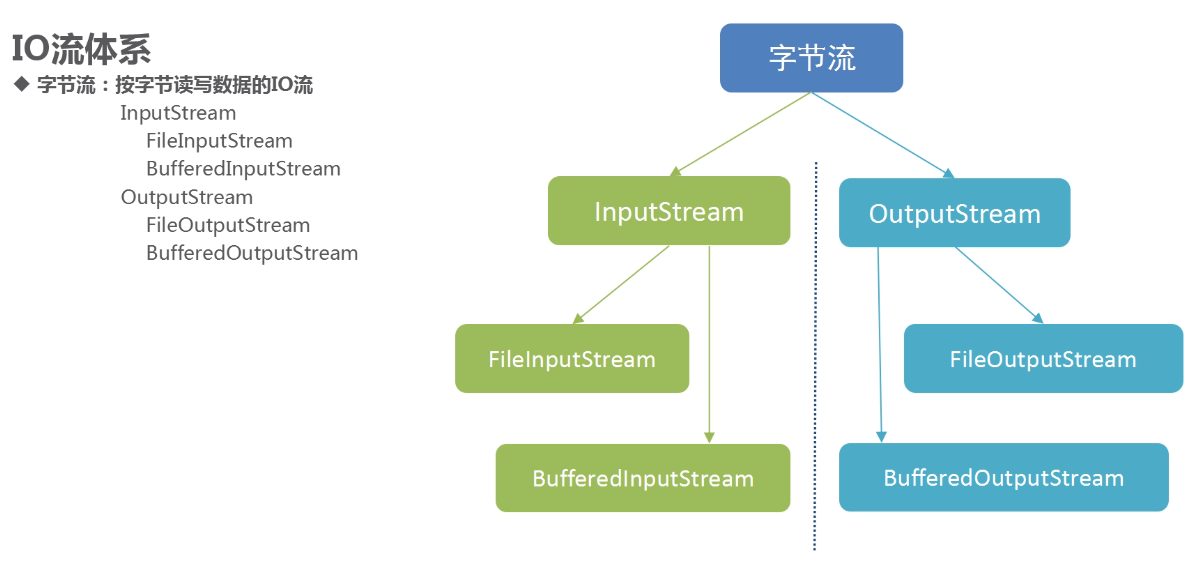 IO流体系
◆ 字节流：按字节读写数据的IO流
InputStream
FileInputStream
BufferedInputStream
OutputStream
FileOutputStream
BufferedOutputStream
字节流
InputStream
OutputStream
FileInputStream
FileOutputStream
BufferedInputStream
BufferedOutputStream